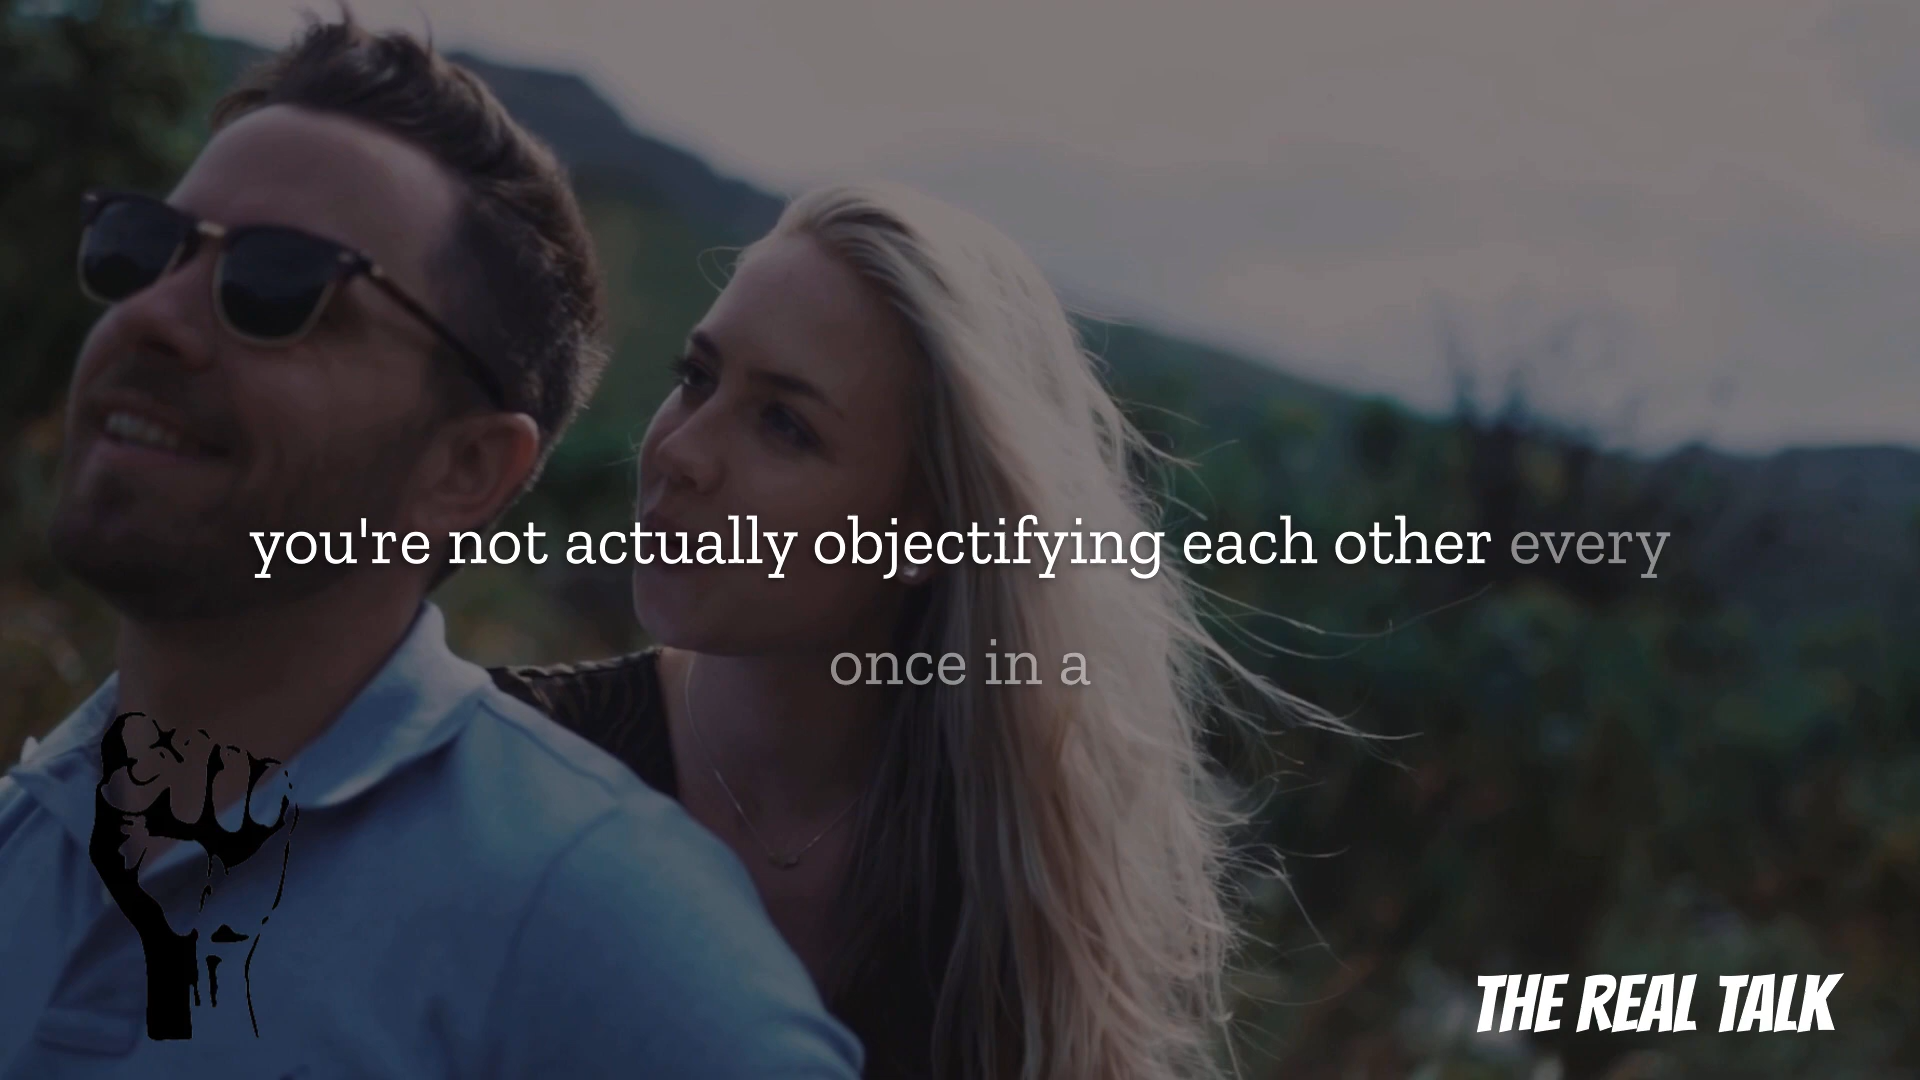 you're not actually objectifying each other every
once in a
THE REAL TALK